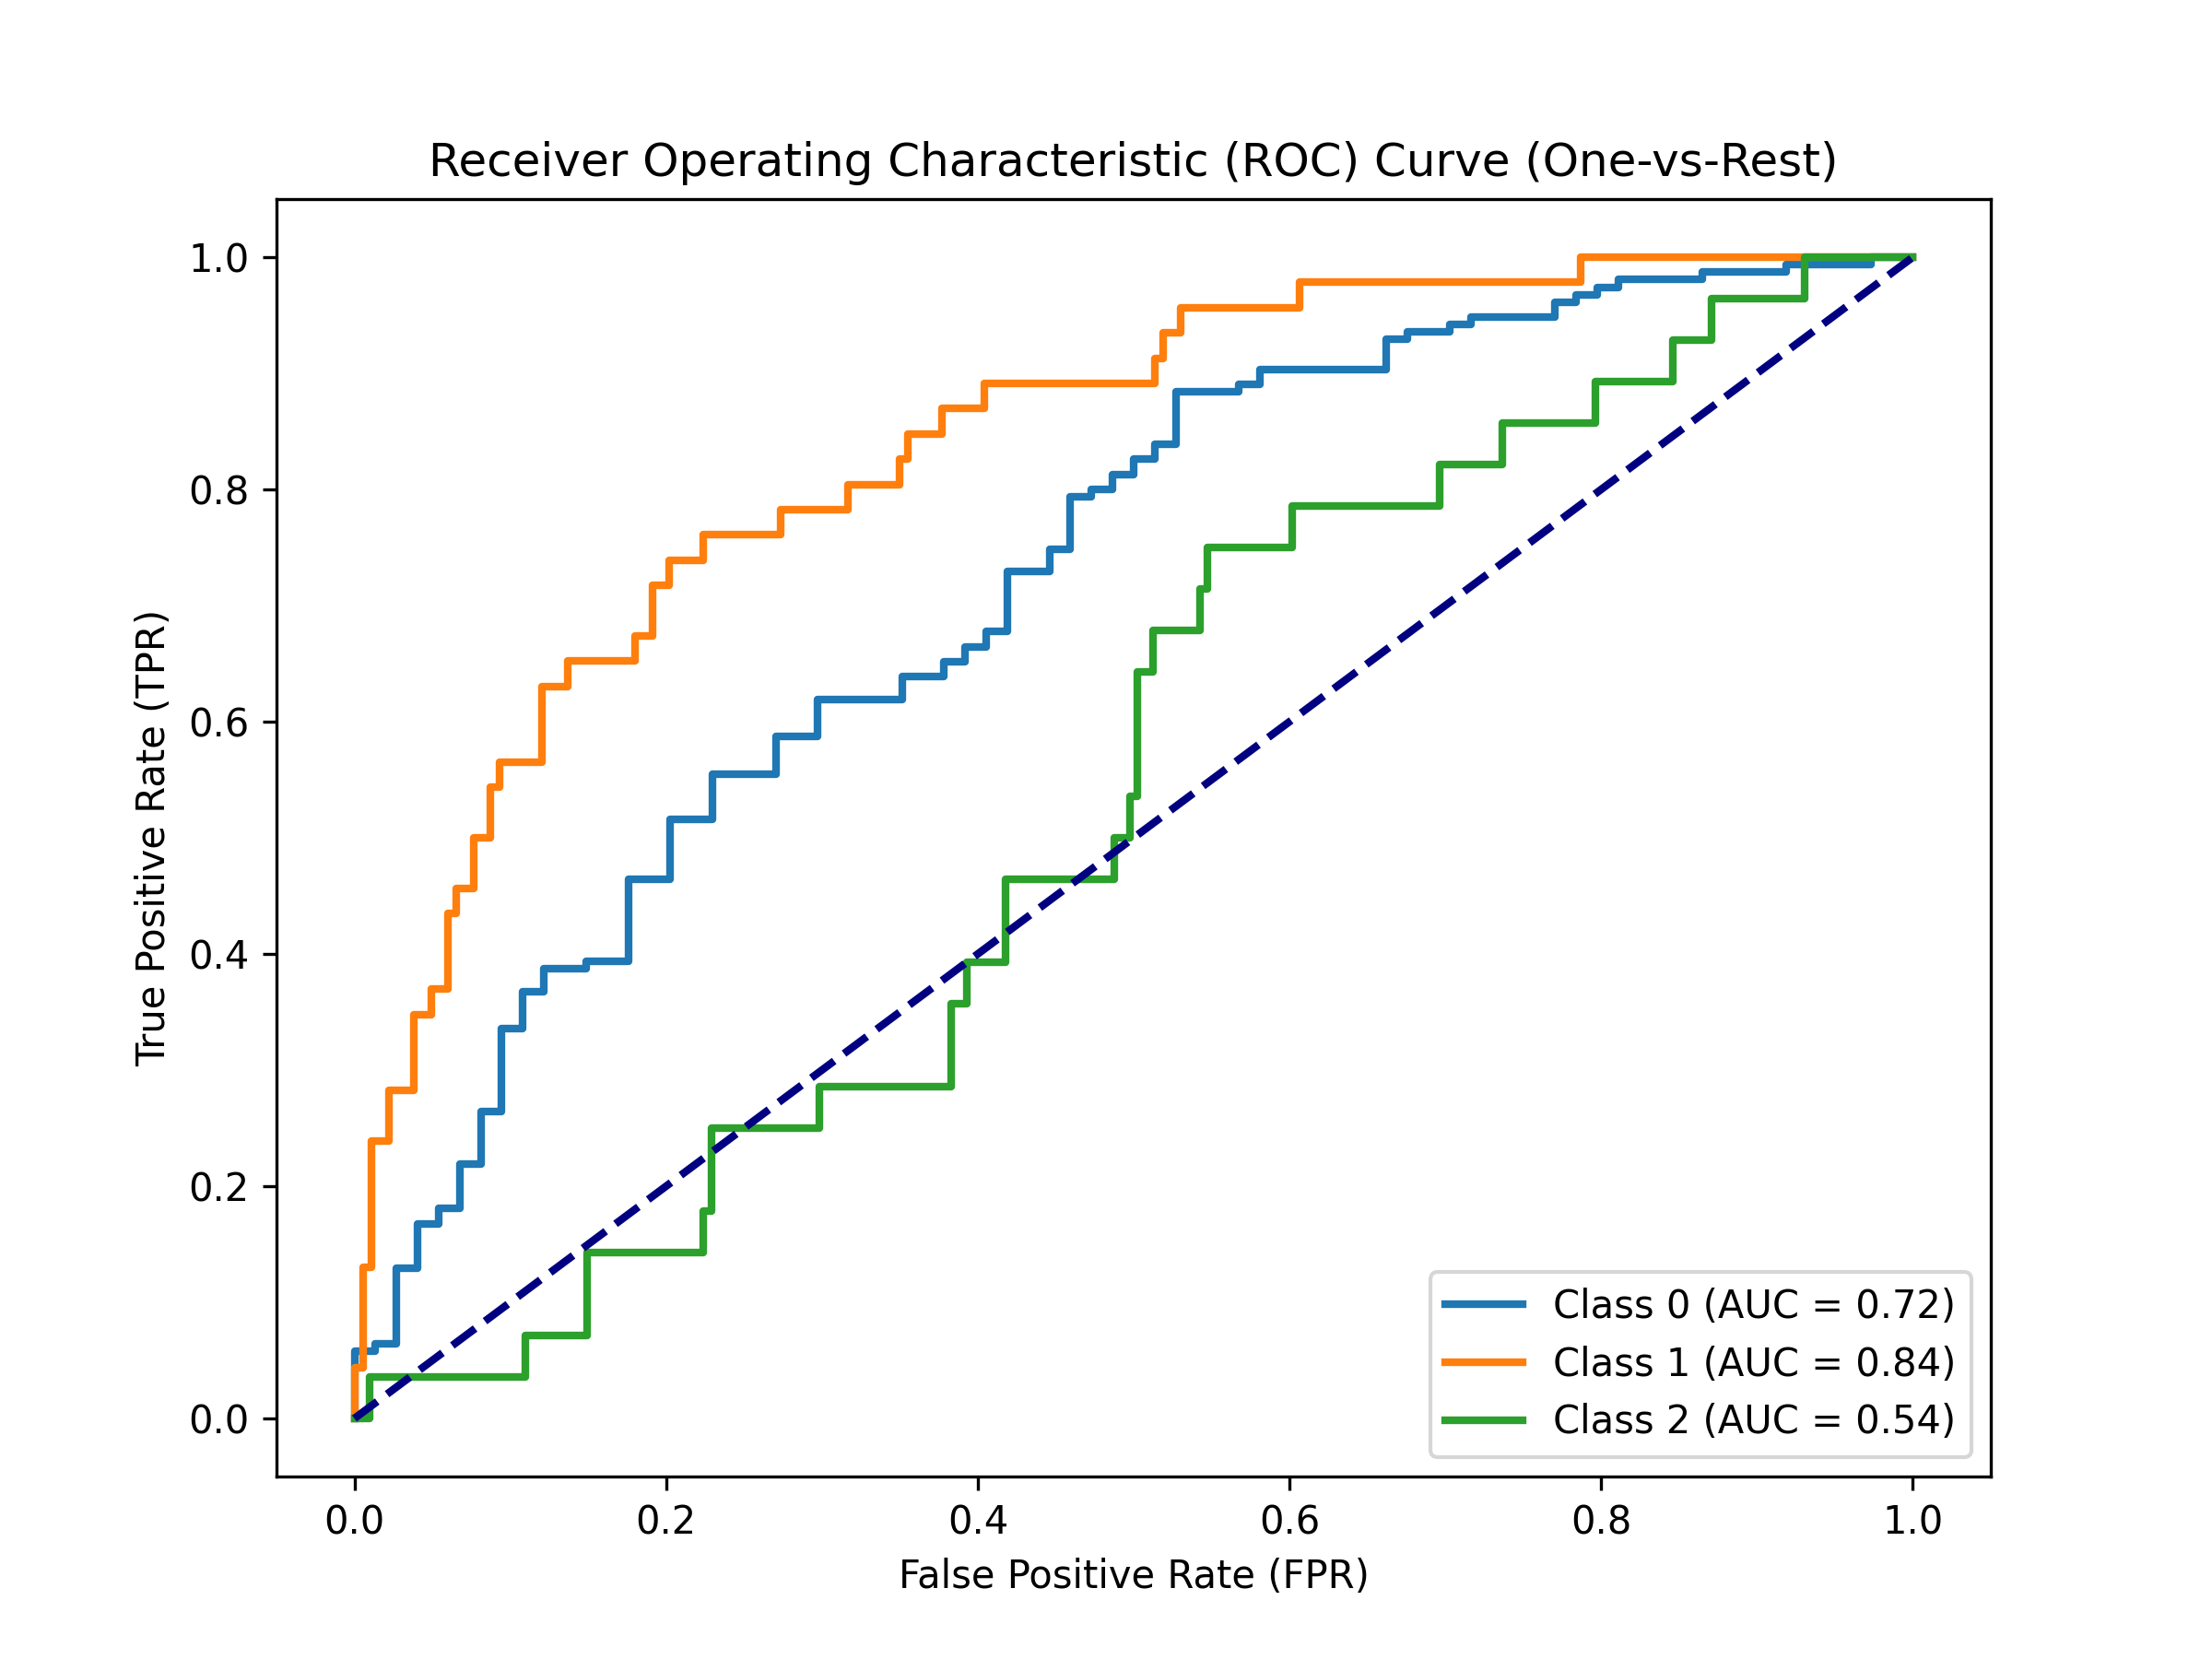 Receiver Operating Characteristic (ROC) Curve (One-vs-Rest)
1.0
0.8
0.6
0.4
0.2
0.0
True Positive Rate (TPR)
Class 0 (AUC = 0.72)
Class 1 (AUC = 0.84)
Class 2 (AUC = 0.54)
0.0 0.2 0.4 0.6 0.8 1.0
False Positive Rate (FPR)